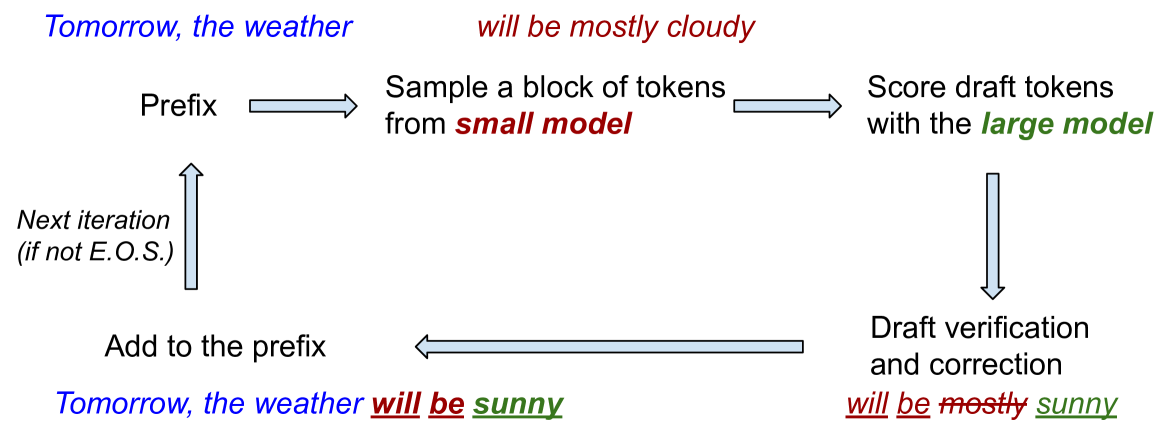 Tomorrow, the weather
will be mostly cloudy
Prefix
Sample a block of tokens
from small model
Score draft tokens
with the large model
Next iteration
(if not E.O.S.)
Draft verification
and correction
will be mostly sunny
Add to the prefix
Tomorrow, the weather will be sunny